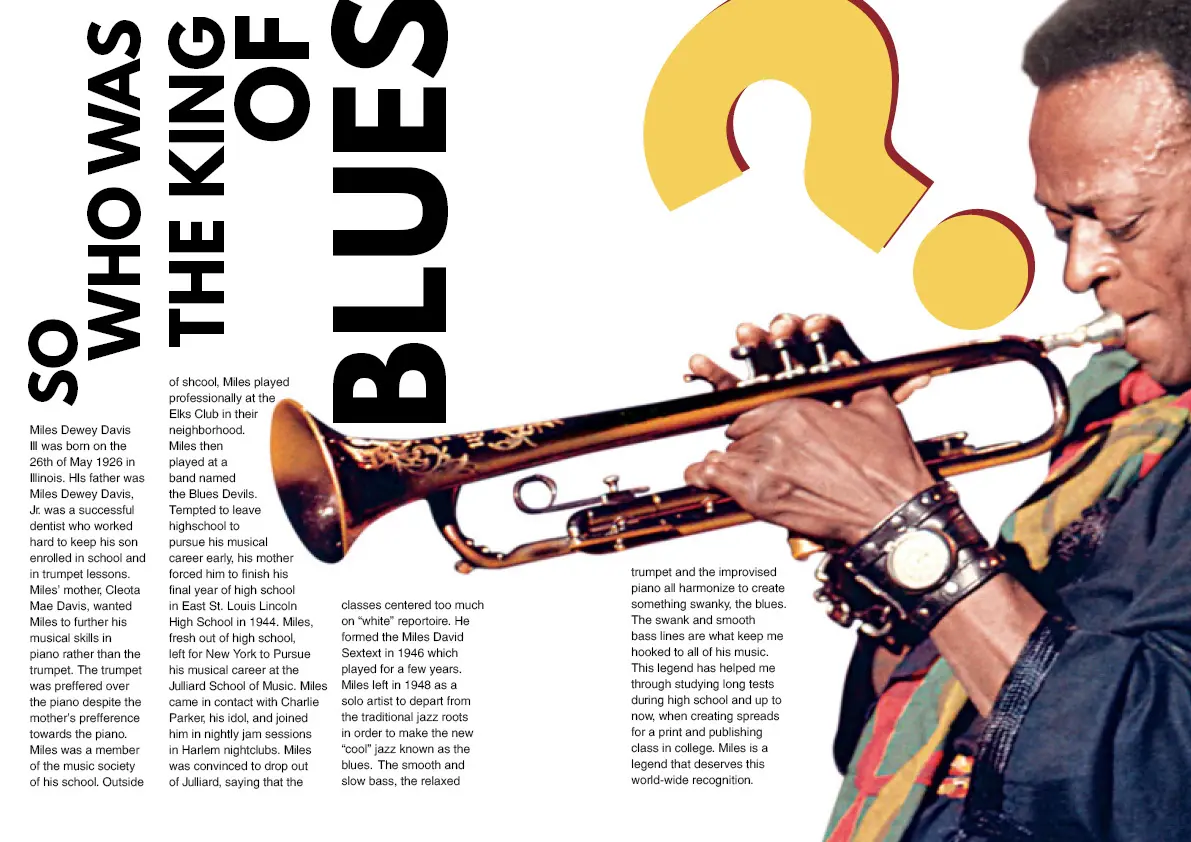 SO
WHO WAS
THE KING
OF
BLUES
?
Miles Dewey Davis
III was born on the
26th of May 1926 in
Illinois. HIs father was
Miles Dewey Davis,
Jr. was a successful
dentist who worked
hard to keep his son
enrolled in school and
in trumpet lessons.
Miles' mother, Cleota
Mae Davis, wanted
Miles to further his
musical skills in
piano rather than the
trumpet. The trumpet
was preffered over
the piano despite the
mother's prefference
towards the piano.
Miles was a member
of the music society
of his school. Outside
of shcool, Miles played
professionally at the
Elks Club in their
neighborhood.
Miles then
played at a
band named
the Blues Devils.
Tempted to leave
highschool to
pursue his musical
career early, his mother
forced him to finish his
final year of high school
in East St. Louis Lincoln
High School in 1944. Miles,
fresh out of high school,
left for New York to Pursue
his musical career at the
Julliard School of Music. Miles
came in contact with Charlie
Parker, his idol, and joined
him in nightly jam sessions
in Harlem nightclubs. Miles
was convinced to drop out
of Julliard, saying that the
classes centered too much
on “white” reportoire. He
formed the Miles David
Sextext in 1946 which
played for a few years.
Miles left in 1948 as a
solo artist to depart from
the traditional jazz roots
in order to make the new
“cool” jazz known as the
blues. The smooth and
slow bass, the relaxed
trumpet and the improvised
piano all harmonize to create
something swanky, the blues.
The swank and smooth
bass lines are what keep me
hooked to all of his music.
This legend has helped me
through studying long tests
during high school and up to
now, when creating spreads
for a print and publishing
class in college. Miles is a
legend that deserves this
world-wide recognition.